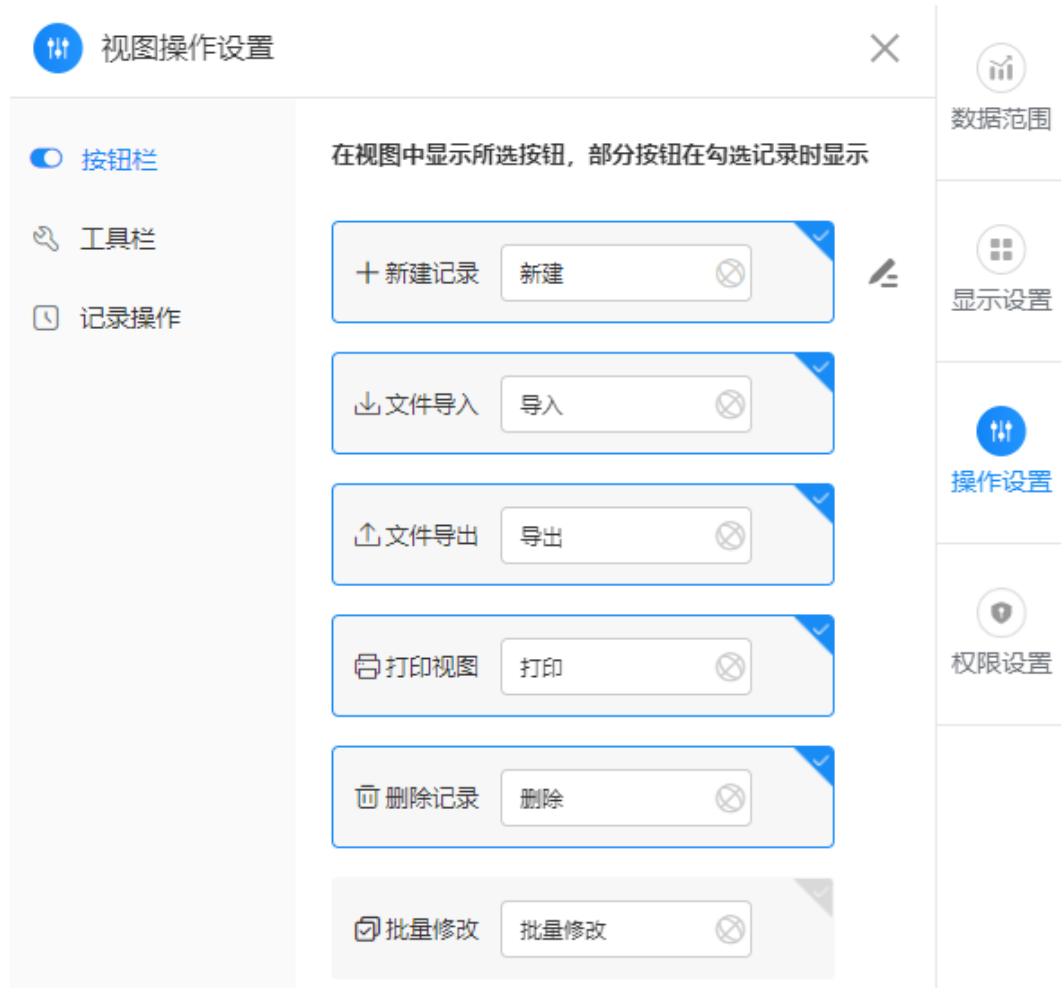 视图操作设置
按钮栏
工具栏
记录操作
在视图中显示所选按钮，部分按钮在勾选记录时显示
新建记录 新建
文件导入 导入
文件导出 导出
打印视图 打印
删除记录 删除
批量修改 批量修改
数据范围
显示设置
操作设置
权限设置